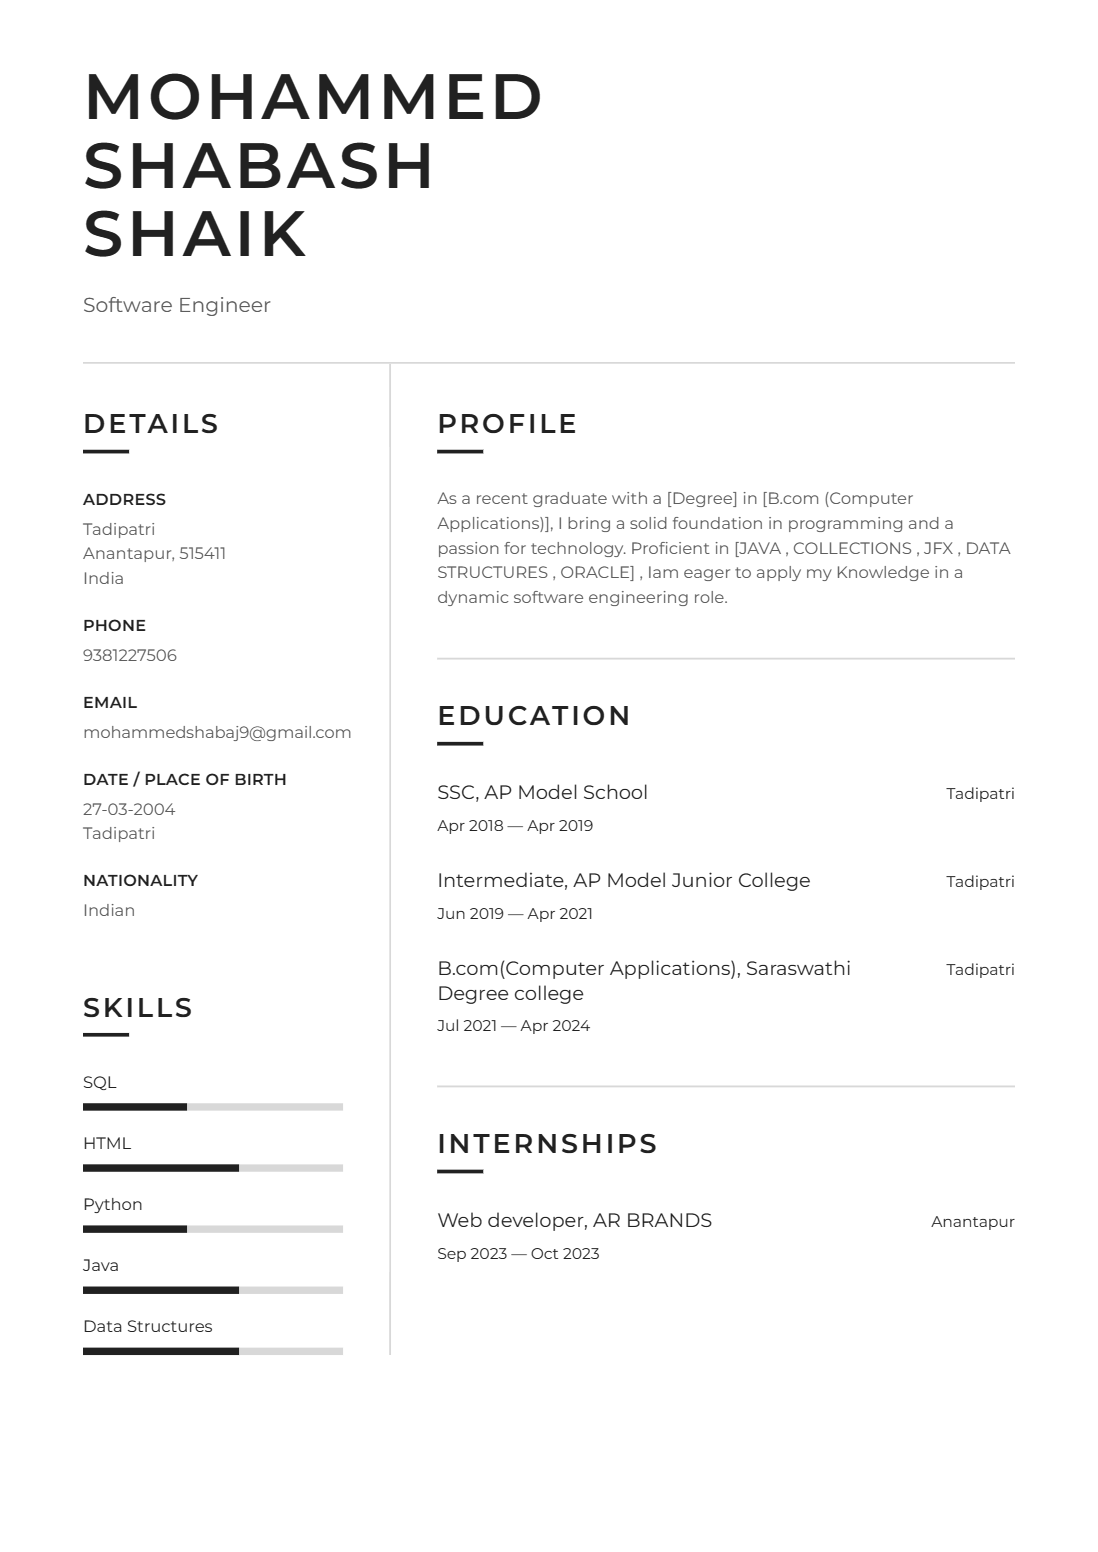 MOHAMMED
SHABASH
SHAIK
Software Engineer
DETAILS
ADDRESS
Tadipatri
Anantapur, 515411
India
PHONE
9381227506
EMAIL
mohammedshabaj9@gmail.com
DATE / PLACE OF BIRTH
27-03-2004
Tadipatri
NATIONALITY
Indian
SKILLS
SQL
HTML
Python
Java
Data Structures
PROFILE
As a recent graduate with a [Degree] in [B.com (Computer
Applications)], I bring a solid foundation in programming and a
passion for technology. Proficient in [JAVA , COLLECTIONS , JFX , DATA
STRUCTURES , ORACLE] , Iam eager to apply my Knowledge in a
dynamic software engineering role.
EDUCATION
SSC, AP Model School Tadipatri
Apr 2018 — Apr 2019
Intermediate, AP Model Junior College Tadipatri
Jun 2019 — Apr 2021
B.com(Computer Applications), Saraswathi Tadipatri
Degree college
Jul 2021 — Apr 2024
INTERNSHIPS
Web developer, AR BRANDS Anantapur
Sep 2023 — Oct 2023